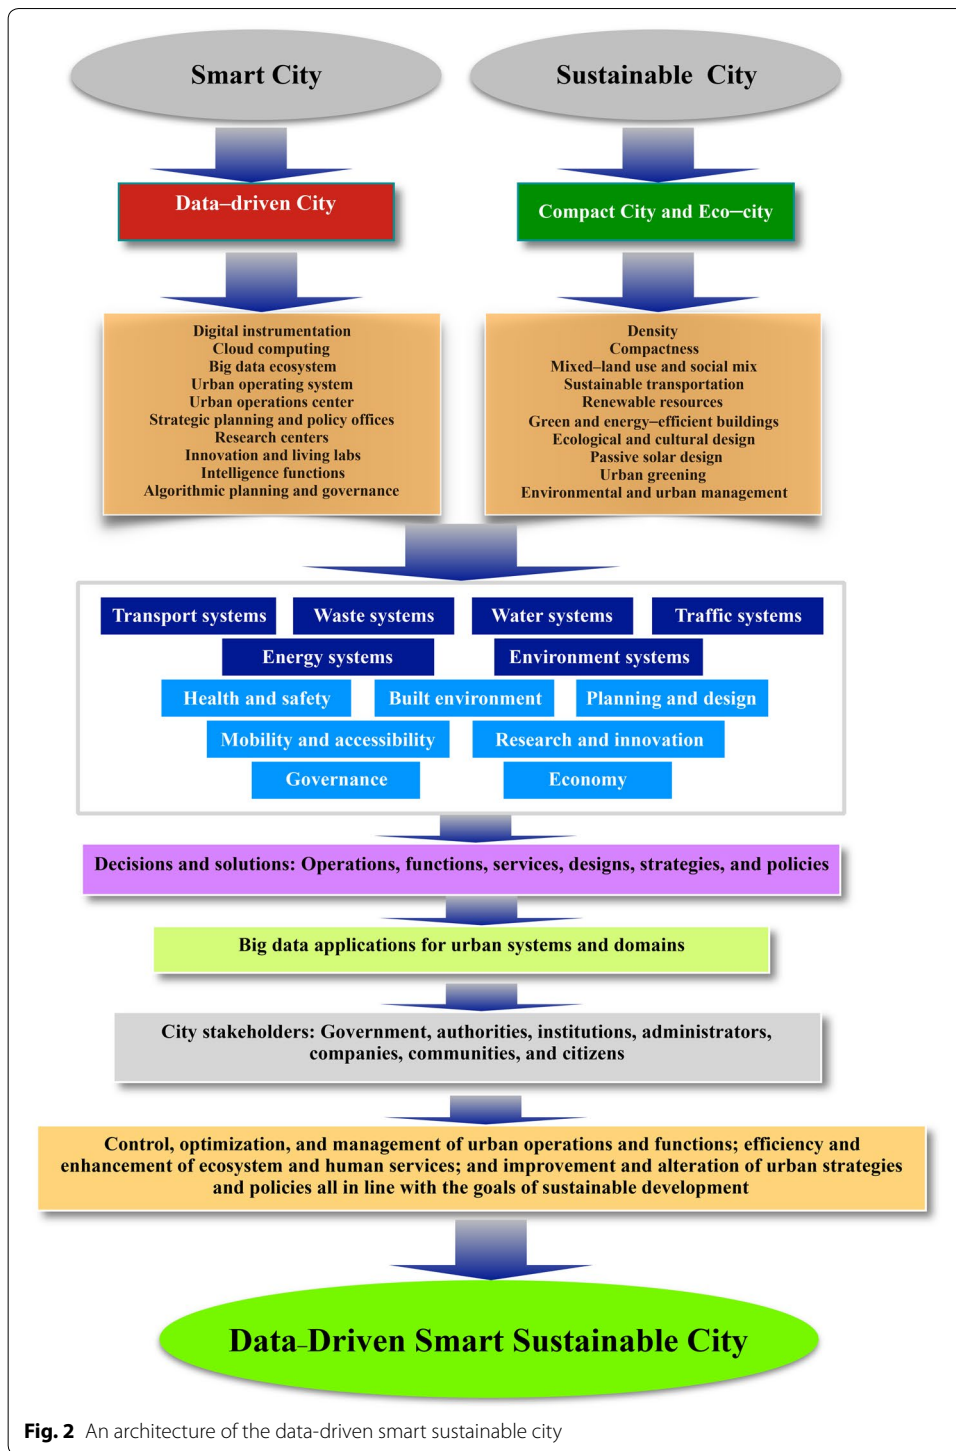 Smart City
Sustainable City
Data–driven City
Compact City and Eco–city
Digital instrumentation
Cloud computing
Big data ecosystem
Urban operating system
Urban operations center
Strategic planning and policy offices
Research centers
Innovation and living labs
Intelligence functions
Algorithmic planning and governance
Density
Compactness
Mixed–land use and social mix
Sustainable transportation
Renewable resources
Green and energy–efficient buildings
Ecological and cultural design
Passive solar design
Urban greening
Environmental and urban management
Transport systems
Waste systems
Water systems
Traffic systems
Energy systems
Environment systems
Health and safety
Built environment
Planning and design
Mobility and accessibility
Research and innovation
Governance
Economy
Decisions and solutions: Operations, functions, services, designs, strategies, and policies
Big data applications for urban systems and domains
City stakeholders: Government, authorities, institutions, administrators,
companies, communities, and citizens
Control, optimization, and management of urban operations and functions; efficiency and
enhancement of ecosystem and human services; and improvement and alteration of urban strategies
and policies all in line with the goals of sustainable development
Data–Driven Smart Sustainable City
Fig. 2 An architecture of the data-driven smart sustainable city